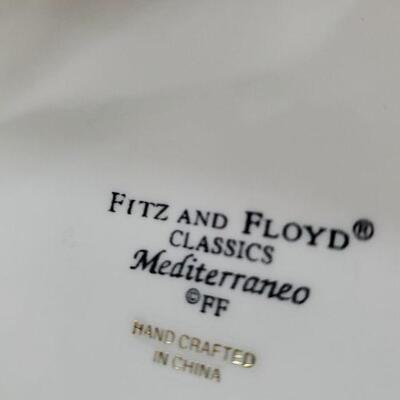 FITZ AND FLOYD®
CLASSICS
Mediterraneo
©FF
HAND CRAFTED
IN CHINA